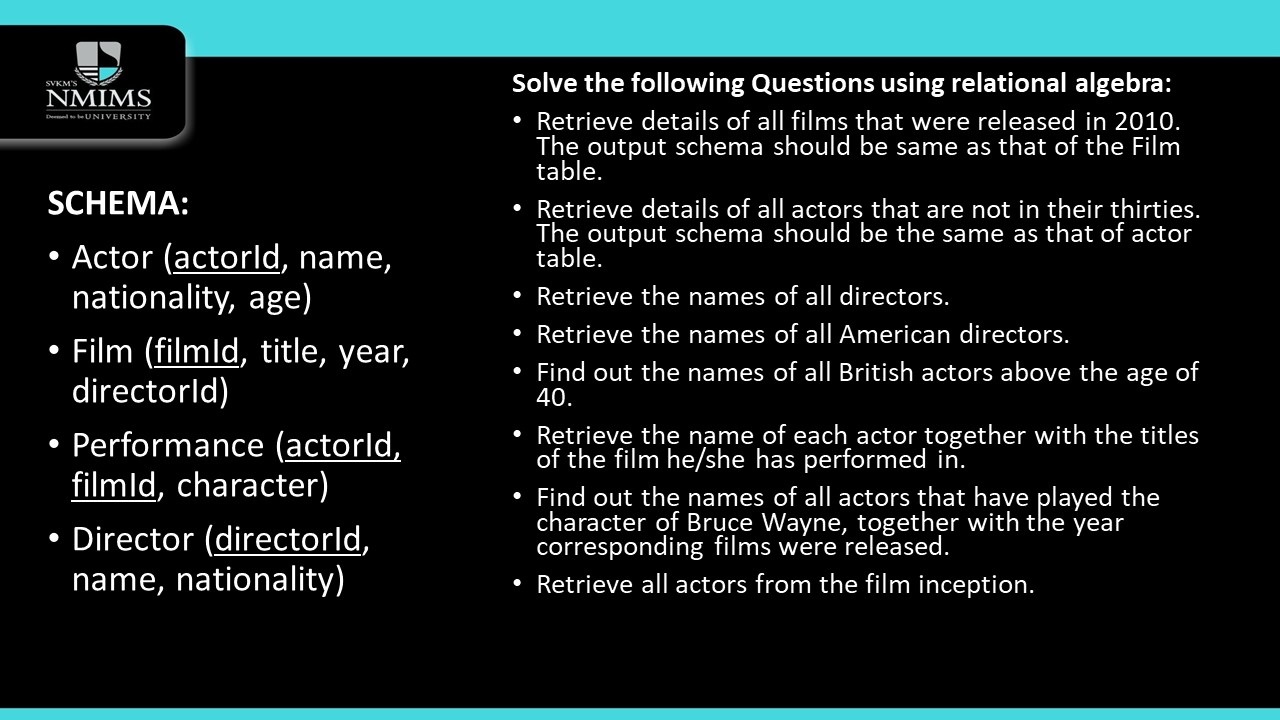 SVKM'S
NMIMS
Deemed to be UNIVERSITY
SCHEMA:
• Actor (actorId, name,
nationality, age)
• Film (filmId, title, year,
directorId)
• Performance (actorId,
filmId, character)
• Director (directorId,
name, nationality)
Solve the following Questions using relational algebra:
• Retrieve details of all films that were released in 2010.
The output schema should be same as that of the Film
table.
• Retrieve details of all actors that are not in their thirties.
The output schema should be the same as that of actor
table.
• Retrieve the names of all directors.
• Retrieve the names of all American directors.
• Find out the names of all British actors above the age of
40.
• Retrieve the name of each actor together with the titles
of the film he/she has performed in.
• Find out the names of all actors that have played the
character of Bruce Wayne, together with the year
corresponding films were released.
• Retrieve all actors from the film inception.